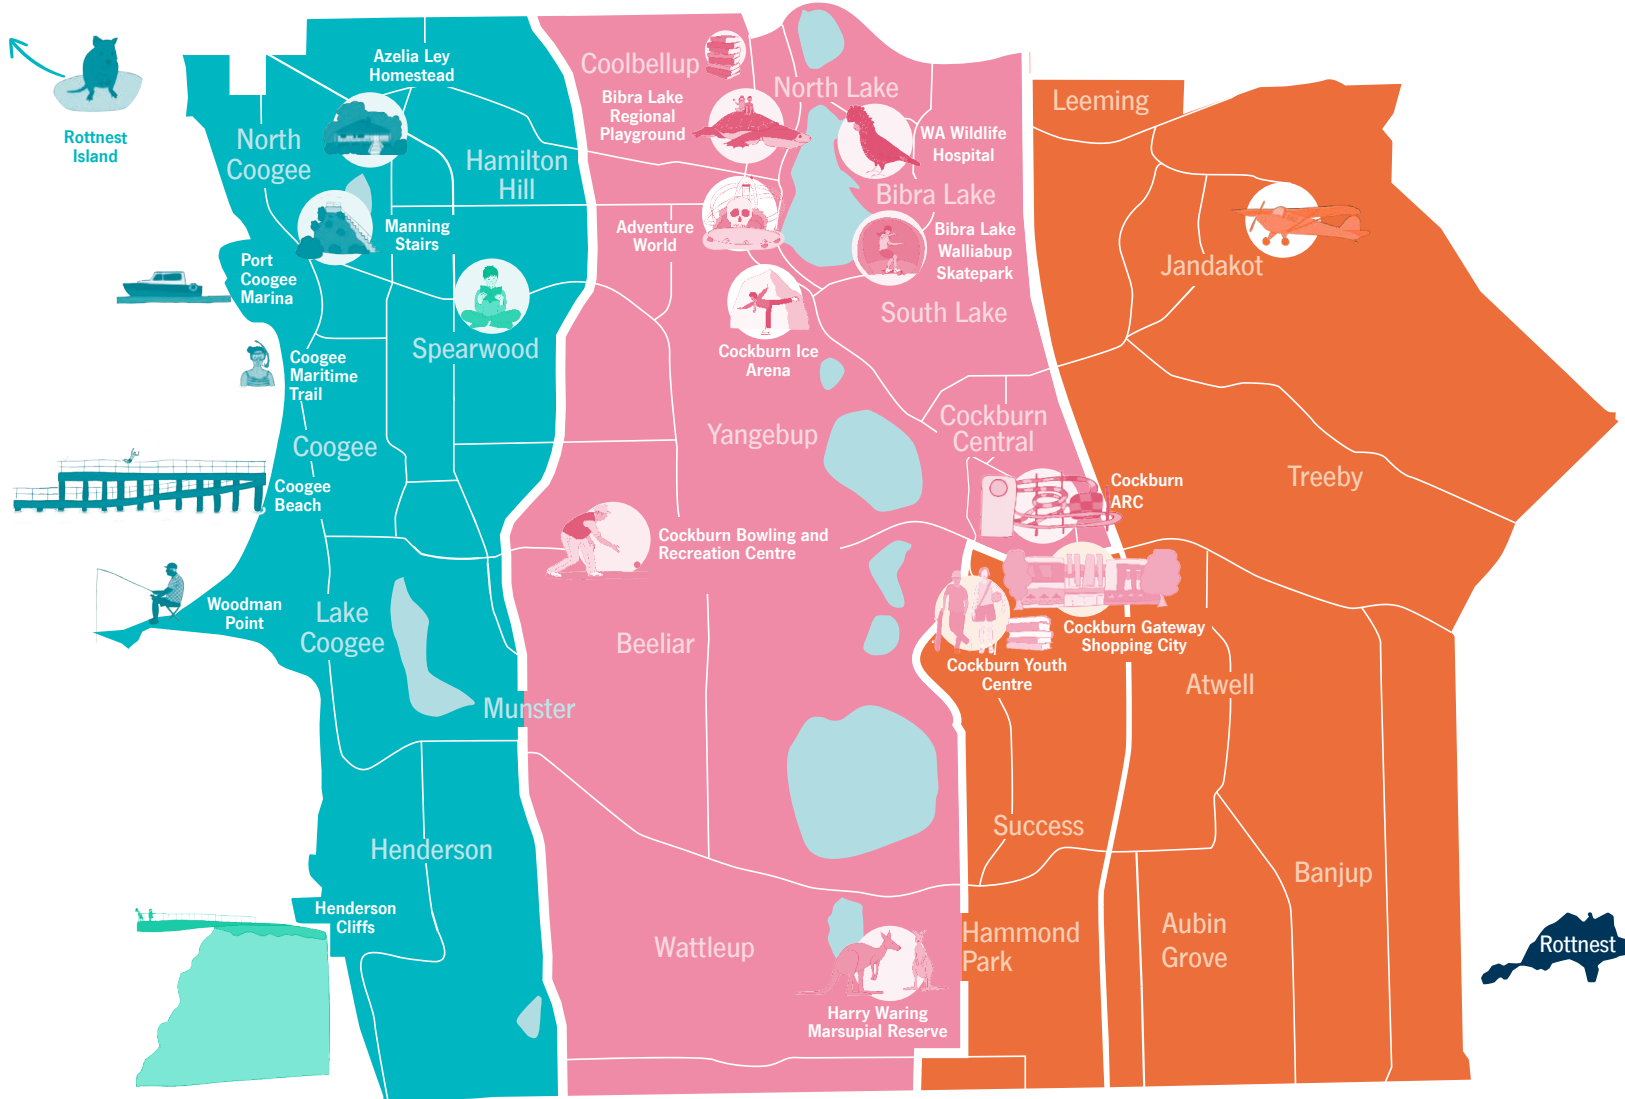 Azelia Ley
Homestead
Rottnest
Island
North
Coogee
Hamilton
Hill
Manning
Stairs
Port
Coogee
Marina
Spearwood
Coogee
Maritime
Trail
Coogee
Coogee
Beach
Woodman
Point
Lake
Coogee
Munster
Henderson
Henderson
Cliffs
Coolbellup
North Lake
Bibra Lake
Regional
Playground
WA Wildlife
Hospital
Bibra Lake
Adventure
World
Bibra Lake
Walliabup
Skatepark
South Lake
Cockburn Ice
Arena
Yangebup
Cockburn
Central
Cockburn
ARC
Cockburn Bowling and
Recreation Centre
Beeliar
Cockburn Gateway
Shopping City
Cockburn Youth
Centre
Wattleup
Harry Waring
Marsupial Reserve
Leeming
Jandakot
Treeby
Atwell
Success
Banjup
Hammond
Park
Aubin
Grove
Rottnest